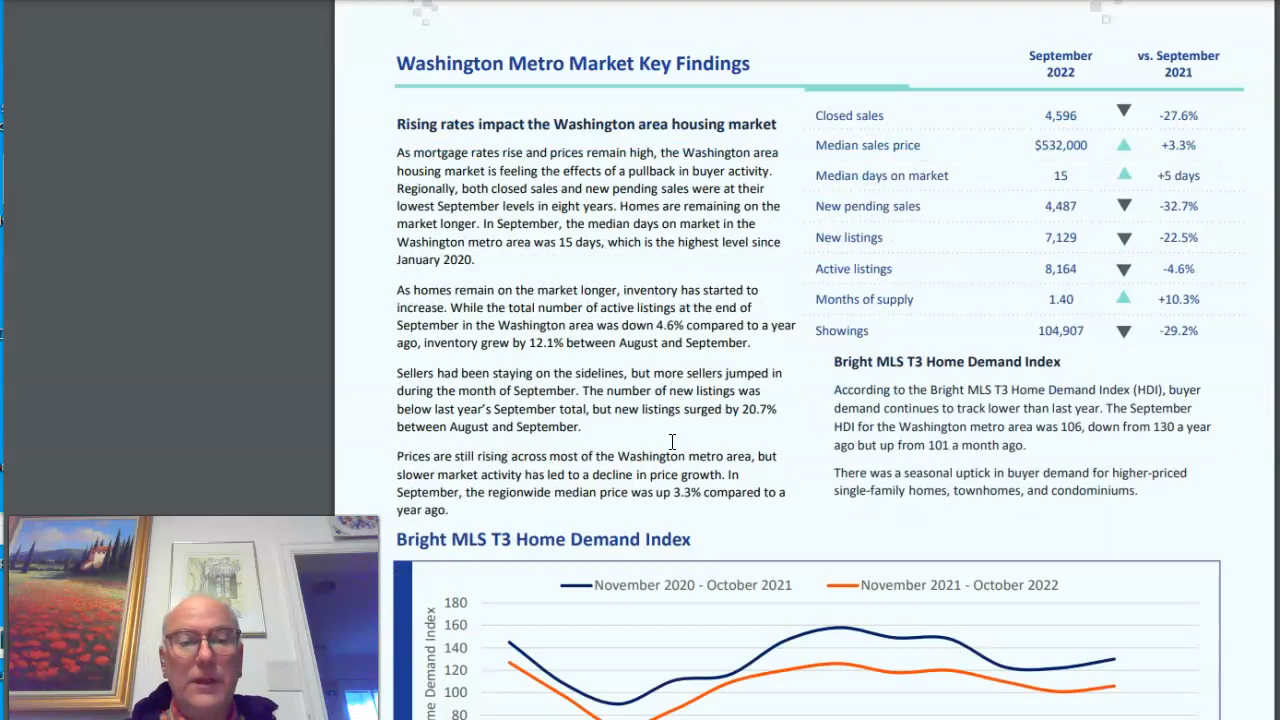 Washington Metro Market Key Findings
September
2022
vs. September
2021
Rising rates impact the Washington area housing market
As mortgage rates rise and prices remain high, the Washington area
housing market is feeling the effects of a pullback in buyer activity.
Regionally, both closed sales and new pending sales were at their
lowest September levels in eight years. Homes are remaining on the
market longer. In September, the median days on market in the
Washington metro area was 15 days, which is the highest level since
January 2020.
As homes remain on the market longer, inventory has started to
increase. While the total number of active listings at the end of
September in the Washington area was down 4.6% compared to a year
ago, inventory grew by 12.1% between August and September.
Sellers had been staying on the sidelines, but more sellers jumped in
during the month of September. The number of new listings was
below last year's September total, but new listings surged by 20.7%
between August and September.
Prices are still rising across most of the Washington metro area, but
slower market activity has led to a decline in price growth. In
September, the regionwide median price was up 3.3% compared to a
year ago.
Closed sales 4,596 -27.6%
Median sales price $532,000 +3.3%
Median days on market 15 +5 days
New pending sales 4,487 -32.7%
New listings 7,129 -22.5%
Active listings 8,164 -4.6%
Months of supply 1.40 +10.3%
Showings 104,907 -29.2%
Bright MLS T3 Home Demand Index
According to the Bright MLS T3 Home Demand Index (HDI), buyer
demand continues to track lower than last year. The September
HDI for the Washington metro area was 106, down from 130 a year
ago but up from 101 a month ago.
There was a seasonal uptick in buyer demand for higher-priced
single-family homes, townhomes, and condominiums.
Bright MLS T3 Home Demand Index
November 2020 - October 2021
November 2021 - October 2022
180
160
140
120
100
80
Demand Index